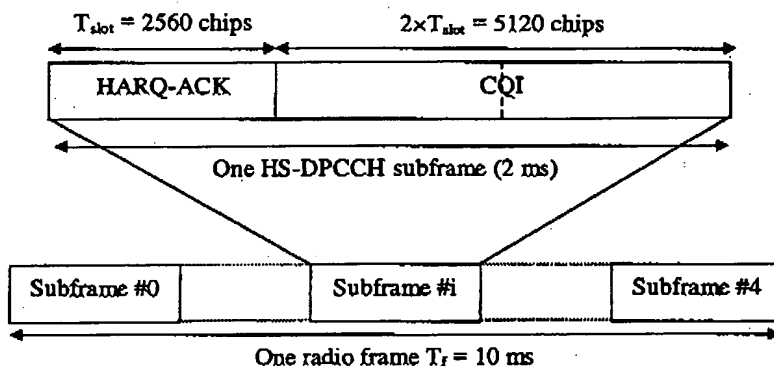 T_slot = 2560 chips
2×T_slot = 5120 chips
HARQ-ACK
CQI
One HS-DPCCH subframe (2 ms)
Subframe #0
Subframe #i
Subframe #4
One radio frame T_f = 10 ms